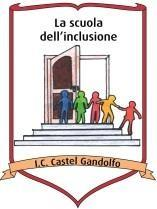 La scuola
dell'inclusione
I.C. Castel Gandolfo